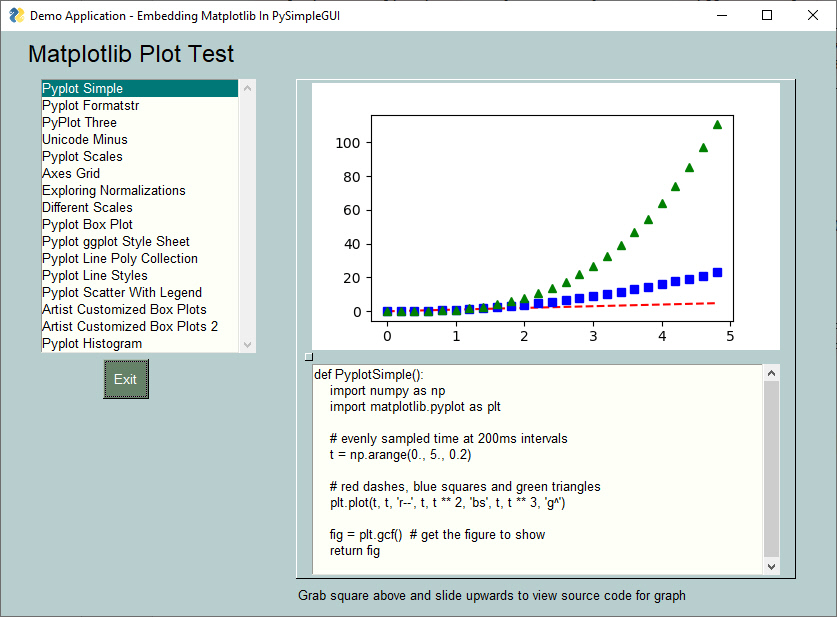 Demo Application - Embedding Matplotlib In PySimpleGUI
Matplotlib Plot Test
Pyplot Simple
Pyplot Formatstr
PyPlot Three
Unicode Minus
Pyplot Scales
Axes Grid
Exploring Normalizations
Different Scales
Pyplot Box Plot
Pyplot ggplot Style Sheet
Pyplot Line Poly Collection
Pyplot Line Styles
Pyplot Scatter With Legend
Artist Customized Box Plots
Artist Customized Box Plots 2
Pyplot Histogram
Exit
100
80
60
40
20
0
0 1 2 3 4 5
def PyplotSimple():
    import numpy as np
    import matplotlib.pyplot as plt
    # evenly sampled time at 200ms intervals
    t = np.arange(0., 5., 0.2)
    # red dashes, blue squares and green triangles
    plt.plot(t, t, 'r--', t, t ** 2, 'bs', t, t ** 3, 'g^')
    fig = plt.gcf()  # get the figure to show
    return fig
Grab square above and slide upwards to view source code for graph